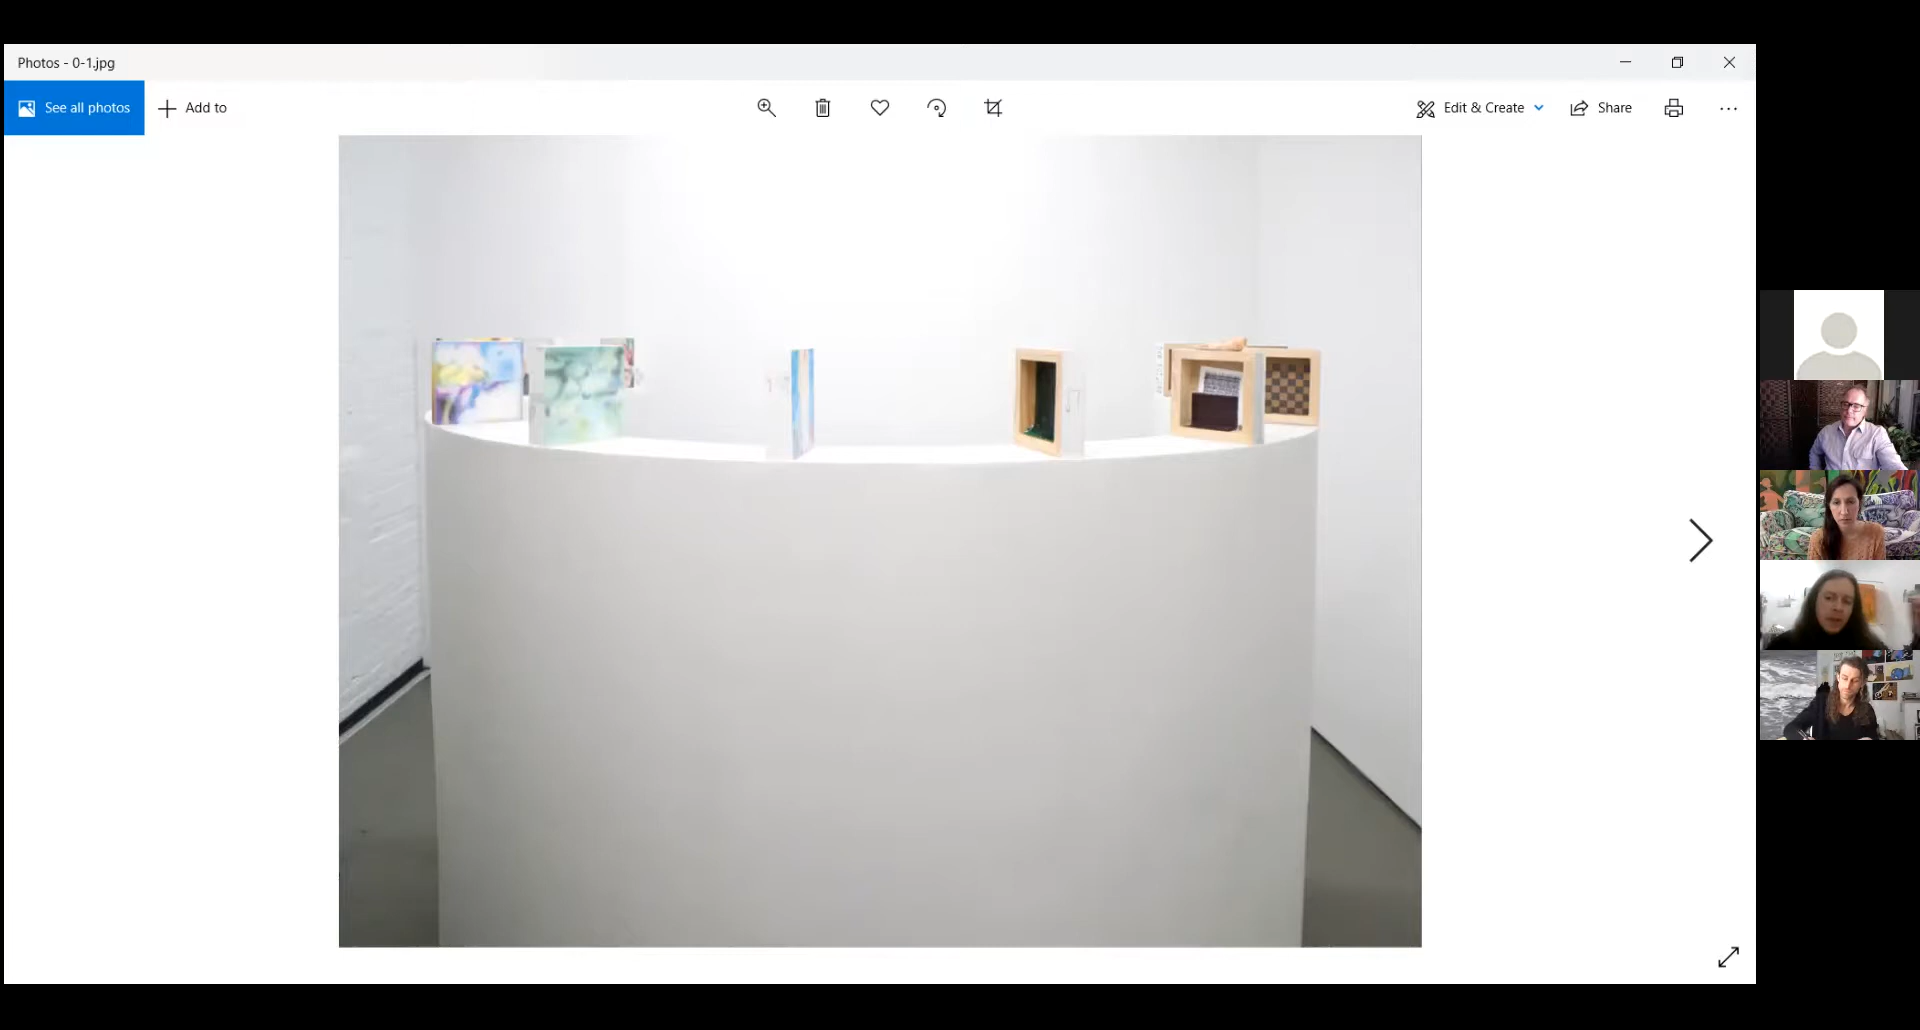 Photos - 0-1.jpg
See all photos
Add to
Edit & Create
Share